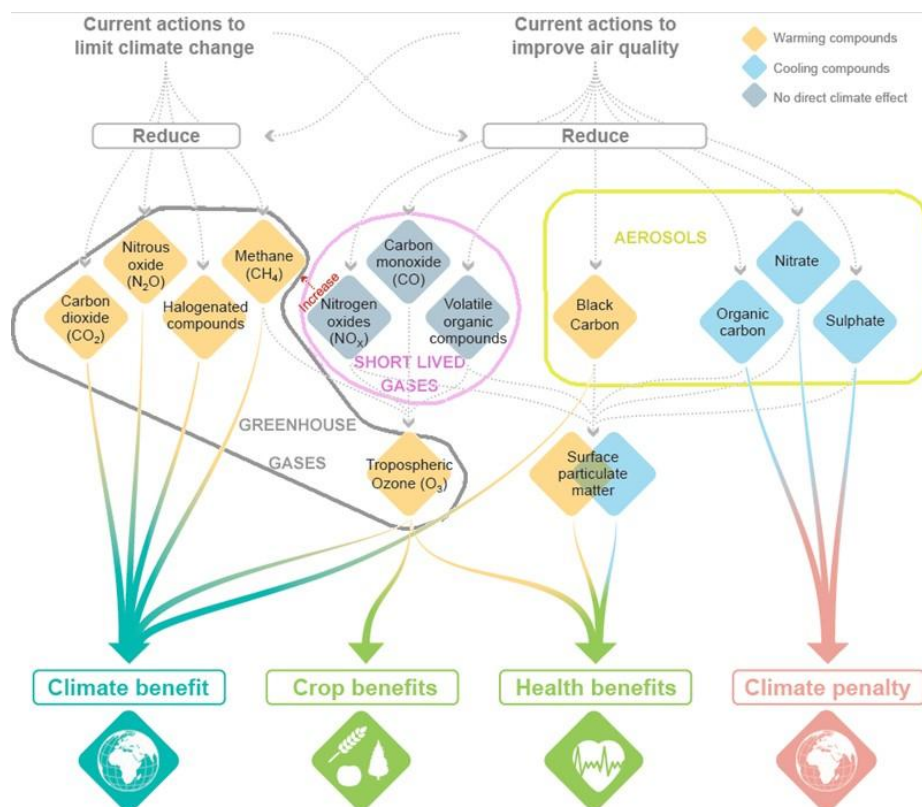 Current actions to
limit climate change
Current actions to
improve air quality
Warming compounds
Cooling compounds
No direct climate effect
Reduce
Reduce
AEROSOLS
Nitrous
oxide
(N₂O)
Methane
(CH₄)
Carbon
monoxide
(CO)
Nitrate
Increase
Carbon
dioxide
(CO₂)
Halogenated
compounds
Nitrogen
oxides
(NOₓ)
Volatile
organic
compounds
Black
Carbon
Organic
carbon
Sulphate
SHORT LIVED
GASES
GREENHOUSE
GASES
Tropospheric
Ozone (O₃)
Surface
particulate
matter
Climate benefit
Crop benefits
Health benefits
Climate penalty